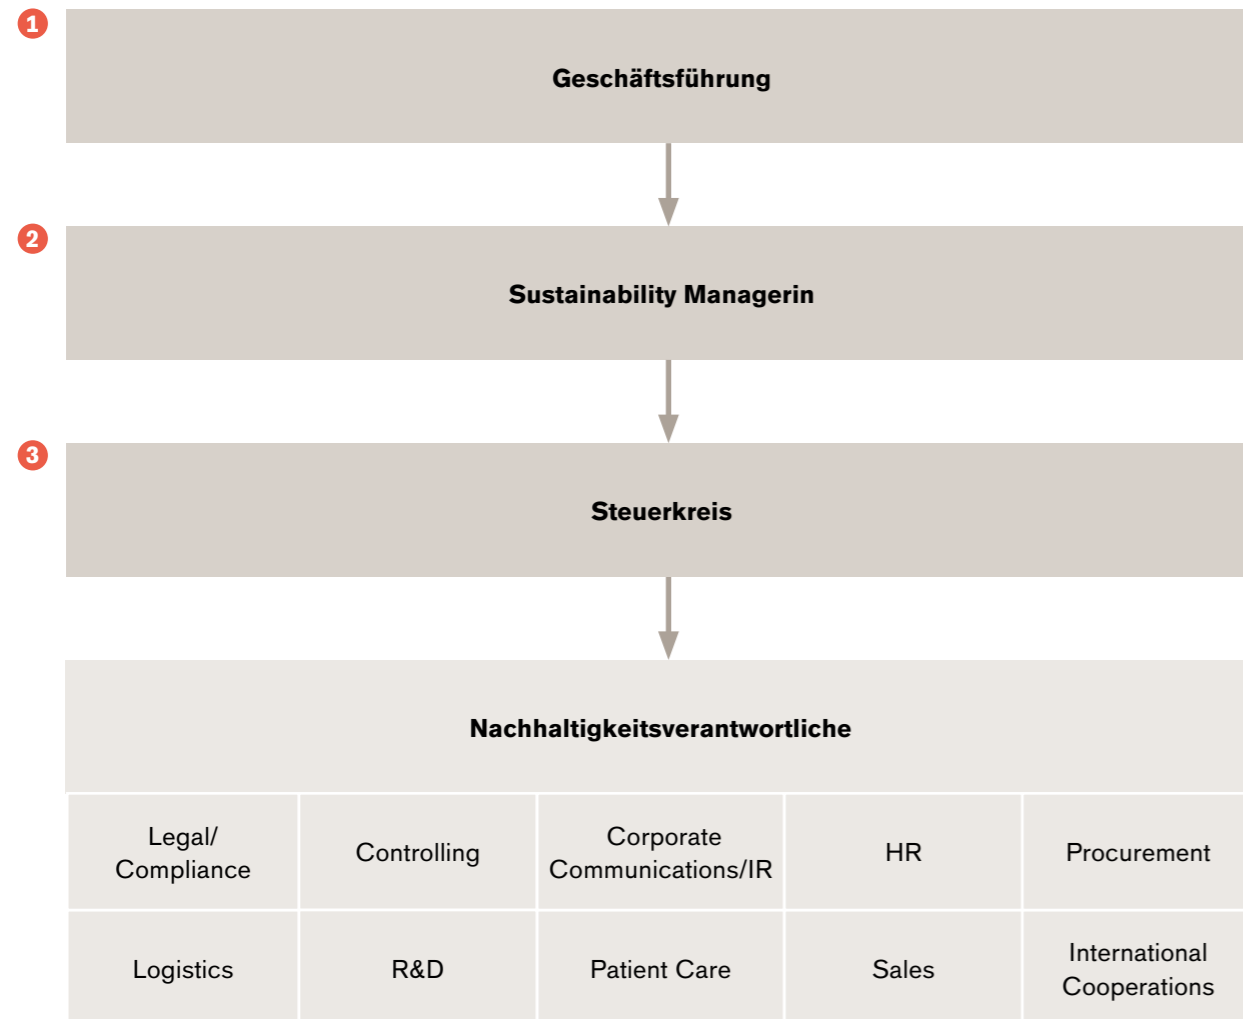 1
Geschäftsführung
2
Sustainability Managerin
3
Steuerkreis
Nachhaltigkeitsverantwortliche
Legal/
Compliance
Controlling
Corporate
Communications/IR
HR
Procurement
Logistics
R&D
Patient Care
Sales
International
Cooperations